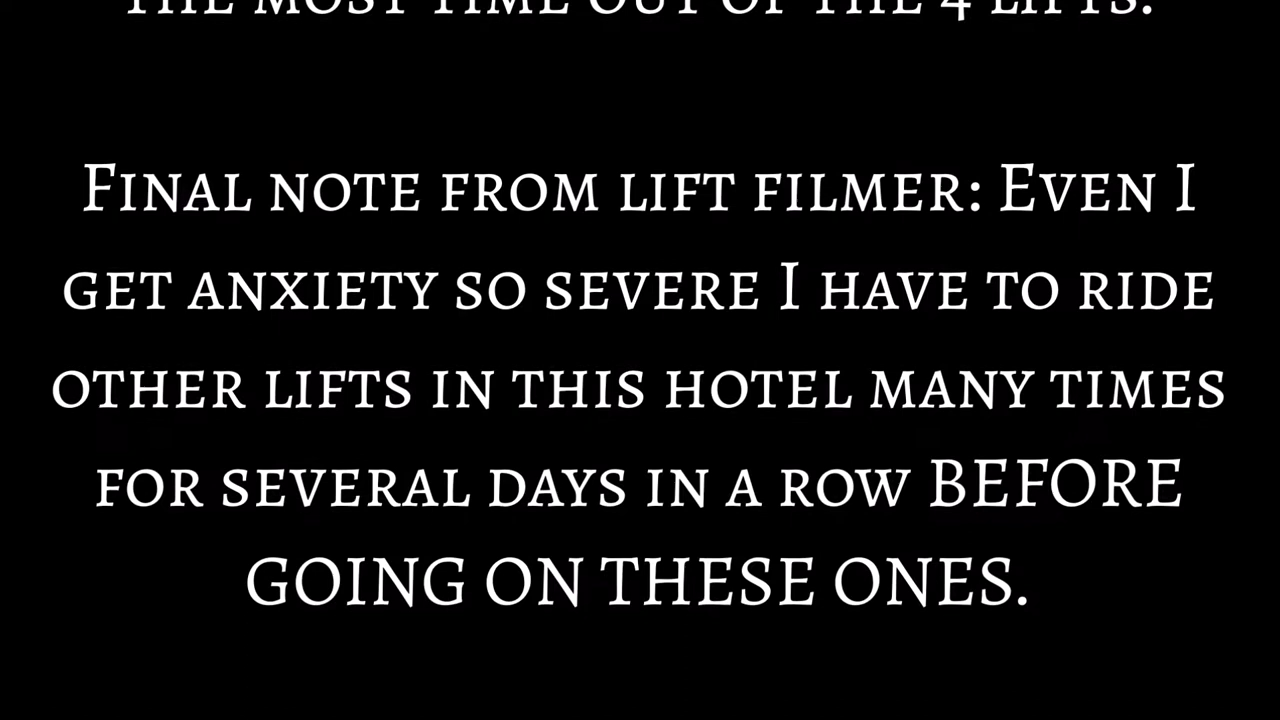 THE MOST TIME OUT OF THE 4 LIFTS.
FINAL NOTE FROM LIFT FILMER: EVEN I
GET ANXIETY SO SEVERE I HAVE TO RIDE
OTHER LIFTS IN THIS HOTEL MANY TIMES
FOR SEVERAL DAYS IN A ROW BEFORE
GOING ON THESE ONES.